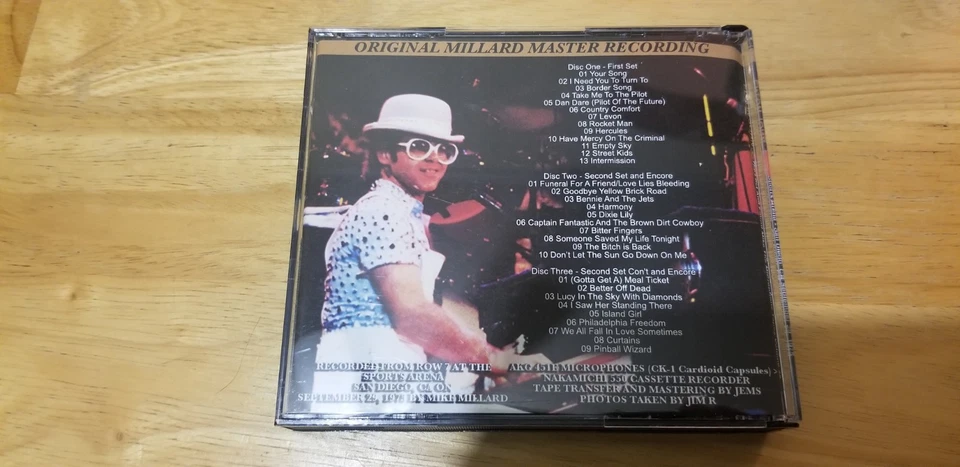 ORIGINAL MILLARD MASTER RECORDING
Disc One - First Set
01 Your Song
02 I Need You To Turn To
03 Border Song
04 Take Me To The Pilot
05 Dan Dare (Pilot Of The Future)
06 Country Comfort
07 Levon
08 Rocket Man
09 Hercules
10 Have Mercy On The Criminal
11 Empty Sky
12 Street Kids
13 Intermission
Disc Two - Second Set and Encore
01 Funeral For A Friend/Love Lies Bleeding
02 Goodbye Yellow Brick Road
03 Bennie And The Jets
04 Harmony
05 Dixie Lily
06 Captain Fantastic And The Brown Dirt Cowboy
07 Bitter Fingers
08 Someone Saved My Life Tonight
09 The Bitch is Back
10 Don't Let The Sun Go Down On Me
Disc Three - Second Set Con't and Encore
01 (Gotta Get A) Meal Ticket
02 Better Off Dead
03 Lucy In The Sky With Diamonds
04 I Saw Her Standing There
05 Island Girl
06 Philadelphia Freedom
07 We All Fall In Love Sometimes
08 Curtains
09 Pinball Wizard
RECORDED FROM ROW 7 AT THE
SPORTS ARENA
SAN DIEGO, CA ON
SEPTEMBER 29, BY MIKE MILLARD
AKG MICROPHONES (CK-1 Cardioid Capsules)
NAKAMICHI 550 CASSETTE RECORDER
TAPE TRANSFER AND MASTERING BY JEMS
PHOTOS TAKEN BY JIM R